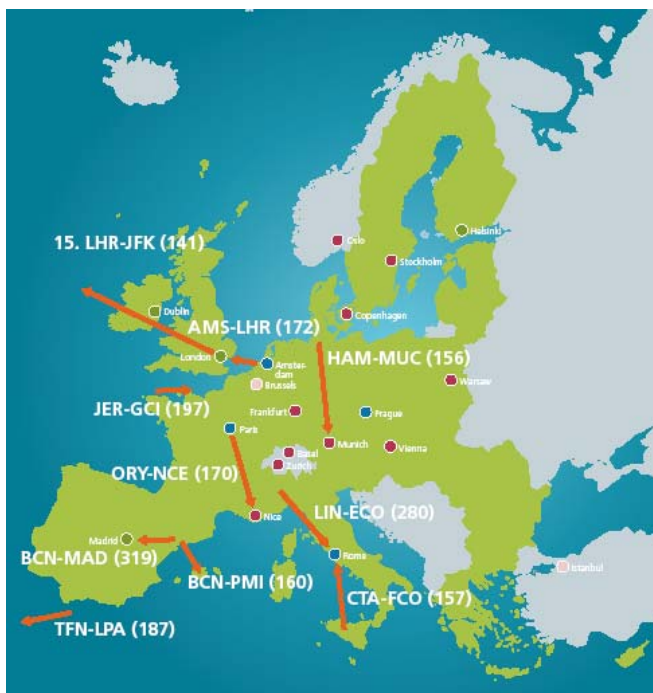 Oslo
Helsinki
Stockholm
15. LHR-JFK (141)
Dublin
Copenhagen
AMS-LHR (172)
London
Amster-
dam
HAM-MUC (156)
Brussels
Warsaw
JER-GCI (197)
Frankfurt
Prague
Paris
Munich
Vienna
Basel
Zurich
ORY-NCE (170)
Nice
LIN-ECO (280)
Madrid
Rome
BCN-MAD (319)
Istanbul
BCN-PMI (160)
CTA-FCO (157)
TFN-LPA (187)